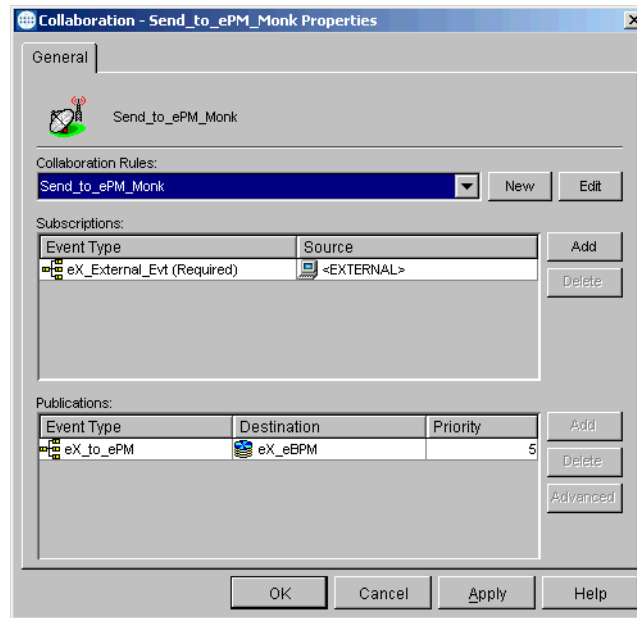 Collaboration - Send_to_ePM_Monk Properties
General
Send_to_ePM_Monk
Collaboration Rules:
Send_to_ePM_Monk New Edit
Subscriptions:
Event Type Source Add
eX_External_Evt (Required) <EXTERNAL>
Delete
Publications:
Event Type Destination Priority Add
eX_to_ePM eX_eBPM 5
Delete
Advanced
OK Cancel Apply Help